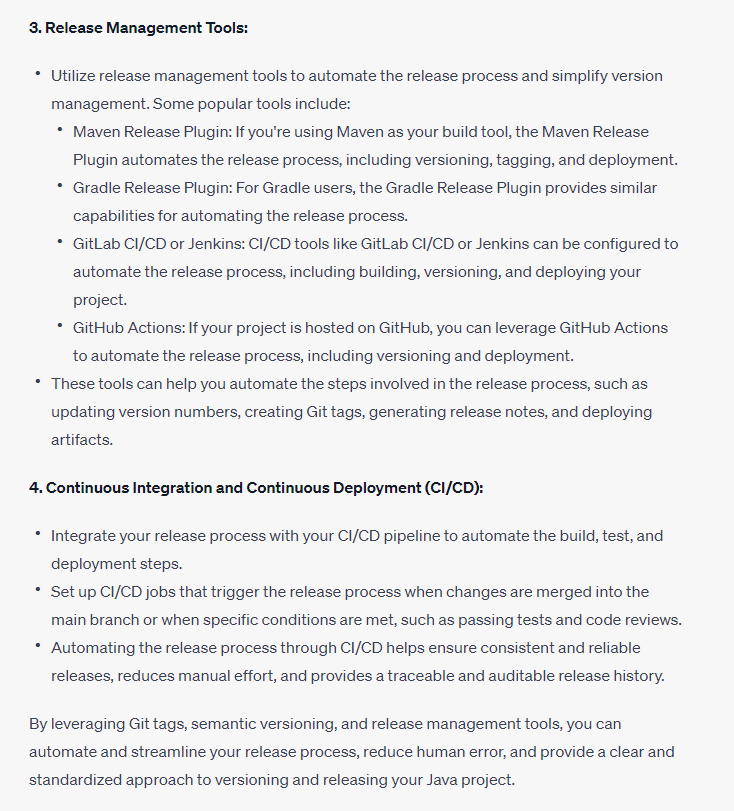 3. Release Management Tools:
• Utilize release management tools to automate the release process and simplify version
management. Some popular tools include:
• Maven Release Plugin: If you're using Maven as your build tool, the Maven Release
Plugin automates the release process, including versioning, tagging, and deployment.
• Gradle Release Plugin: For Gradle users, the Gradle Release Plugin provides similar
capabilities for automating the release process.
• GitLab CI/CD or Jenkins: CI/CD tools like GitLab CI/CD or Jenkins can be configured to
automate the release process, including building, versioning, and deploying your
project.
• GitHub Actions: If your project is hosted on GitHub, you can leverage GitHub Actions
to automate the release process, including versioning and deployment.
• These tools can help you automate the steps involved in the release process, such as
updating version numbers, creating Git tags, generating release notes, and deploying
artifacts.
4. Continuous Integration and Continuous Deployment (CI/CD):
• Integrate your release process with your CI/CD pipeline to automate the build, test, and
deployment steps.
• Set up CI/CD jobs that trigger the release process when changes are merged into the
main branch or when specific conditions are met, such as passing tests and code reviews.
• Automating the release process through CI/CD helps ensure consistent and reliable
releases, reduces manual effort, and provides a traceable and auditable release history.
By leveraging Git tags, semantic versioning, and release management tools, you can
automate and streamline your release process, reduce human error, and provide a clear and
standardized approach to versioning and releasing your Java project.